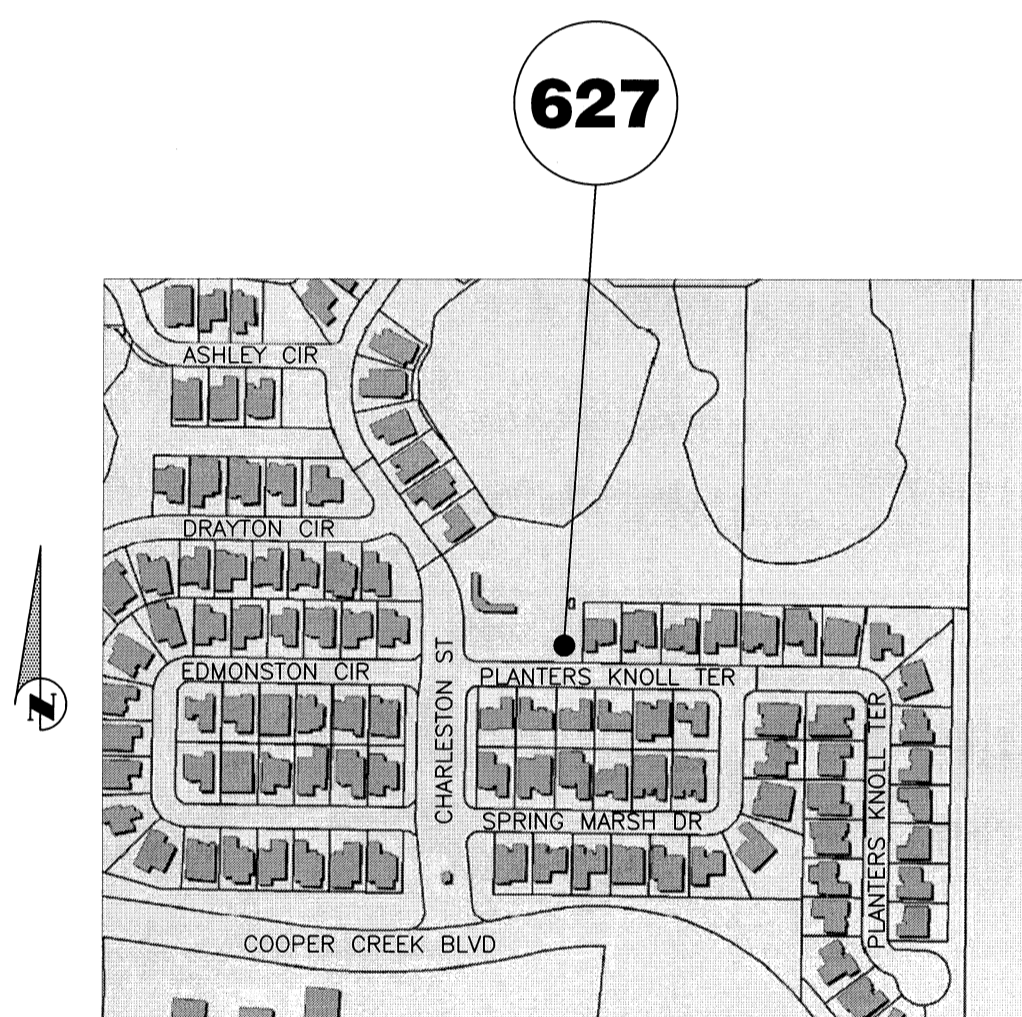 627
ASHLEY CIR
DRAYTON CIR
EDMONSTON CIR
CHARLESTON ST
PLANTERS KNOLL TER
PLANTERS KNOLL TER
SPRING MARSH DR
COOPER CREEK BLVD
N